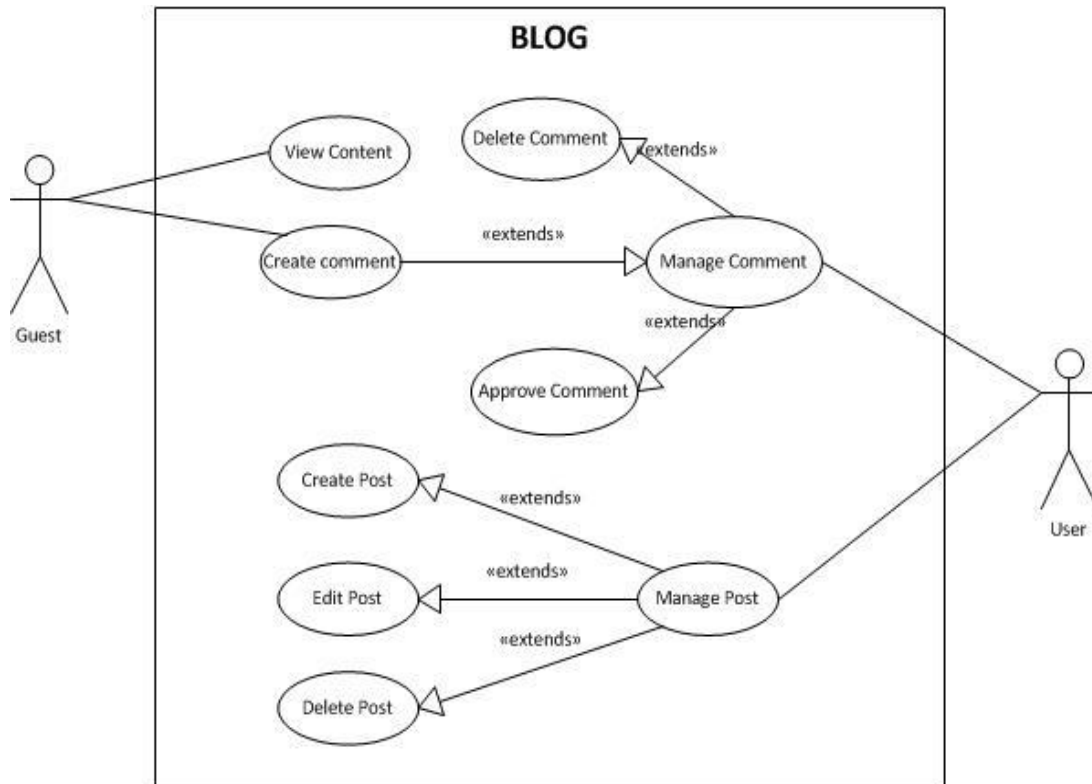 BLOG
Delete Comment
View Content
«extends»
«extends»
Create comment
Manage Comment
Guest
«extends»
Approve Comment
Create Post
«extends»
User
«extends»
Edit Post
Manage Post
«extends»
Delete Post